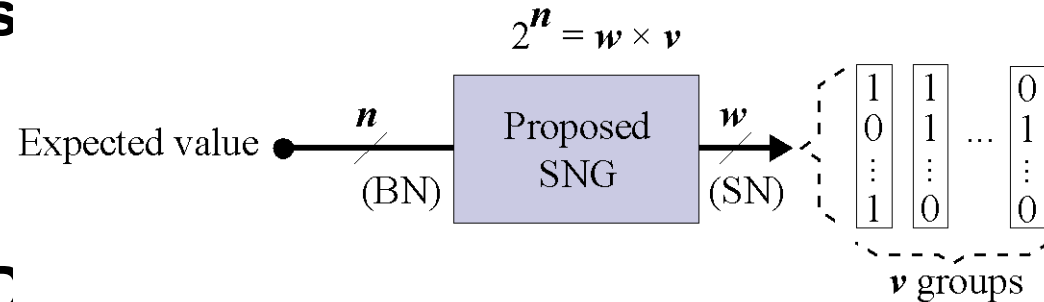 s
2^n = w × v
Expected value
n
(BN)
Proposed
SNG
w
(SN)
1 1 0
0 1 ... 1
⋮ ⋮ ⋮
1 0 0
v groups